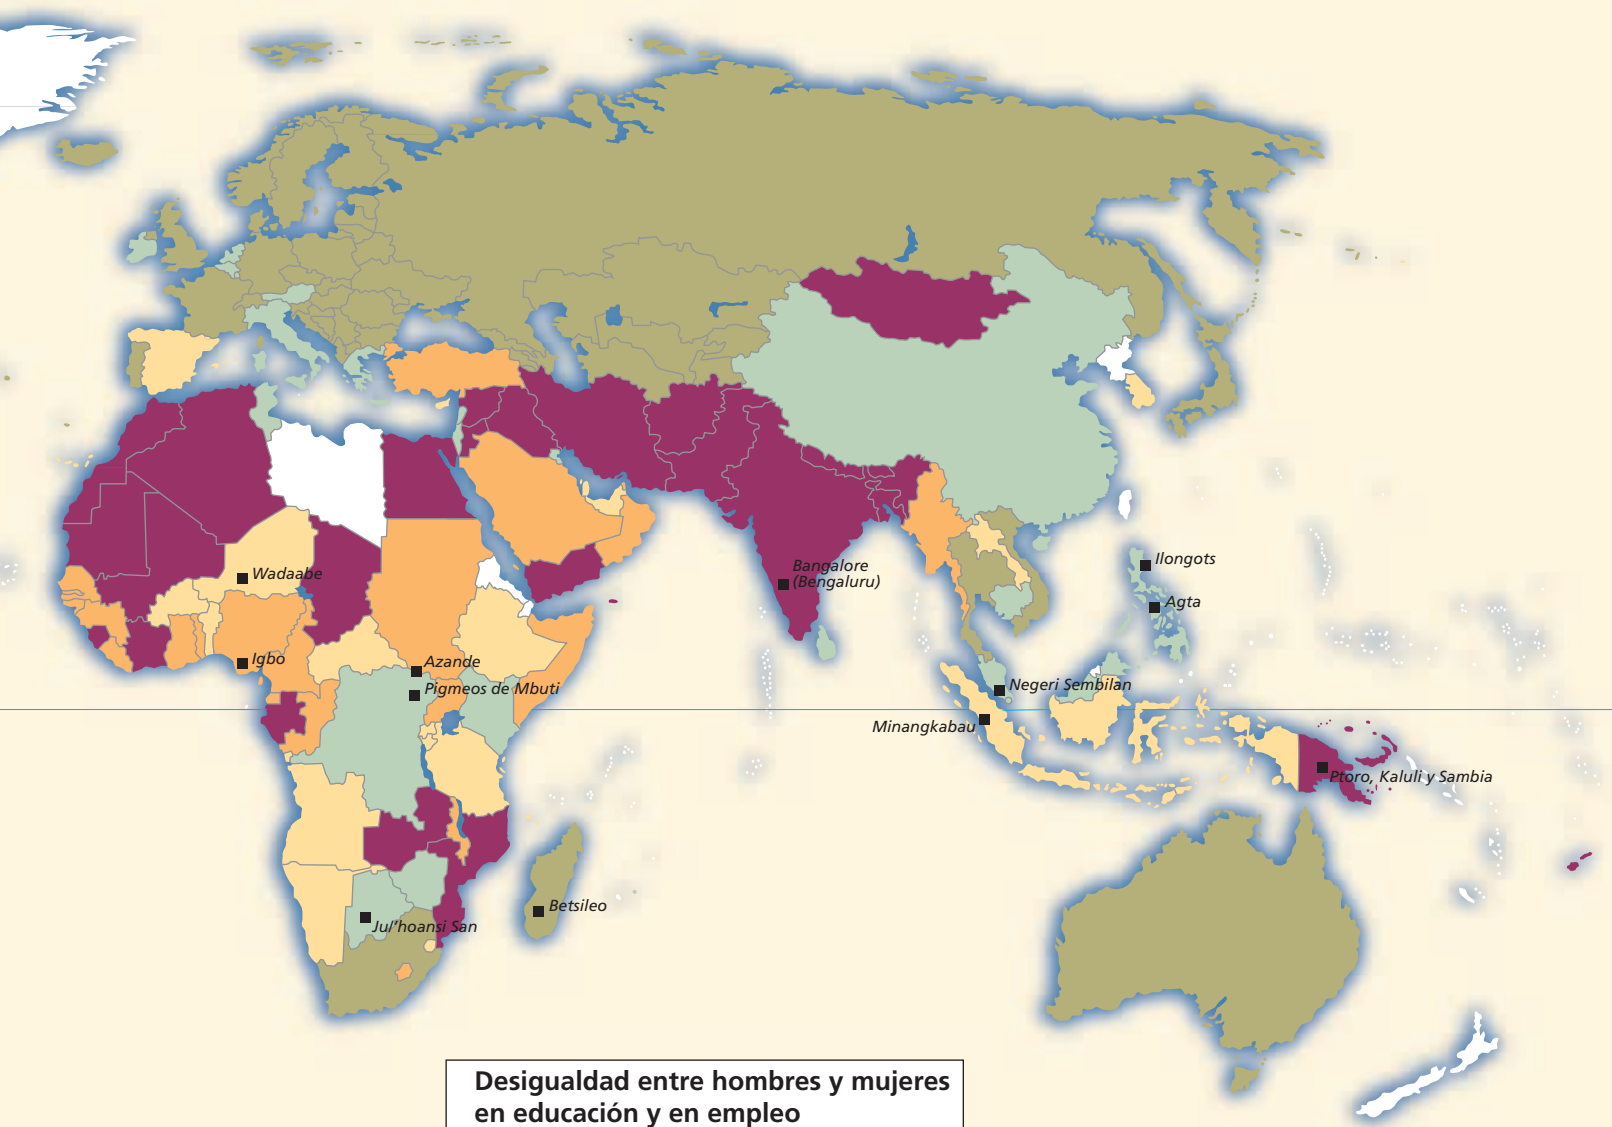 Ilongots
Bangalore
(Bengaluru)
Wadaabe
Agta
Igbo
Azande
Pigmeos de Mbuti
Negeri Sembilan
Minangkabau
Ptoro, Kaluli y Sambia
Betsileo
Ju/’hoansi San
Desigualdad entre hombres y mujeres
en educación y en empleo